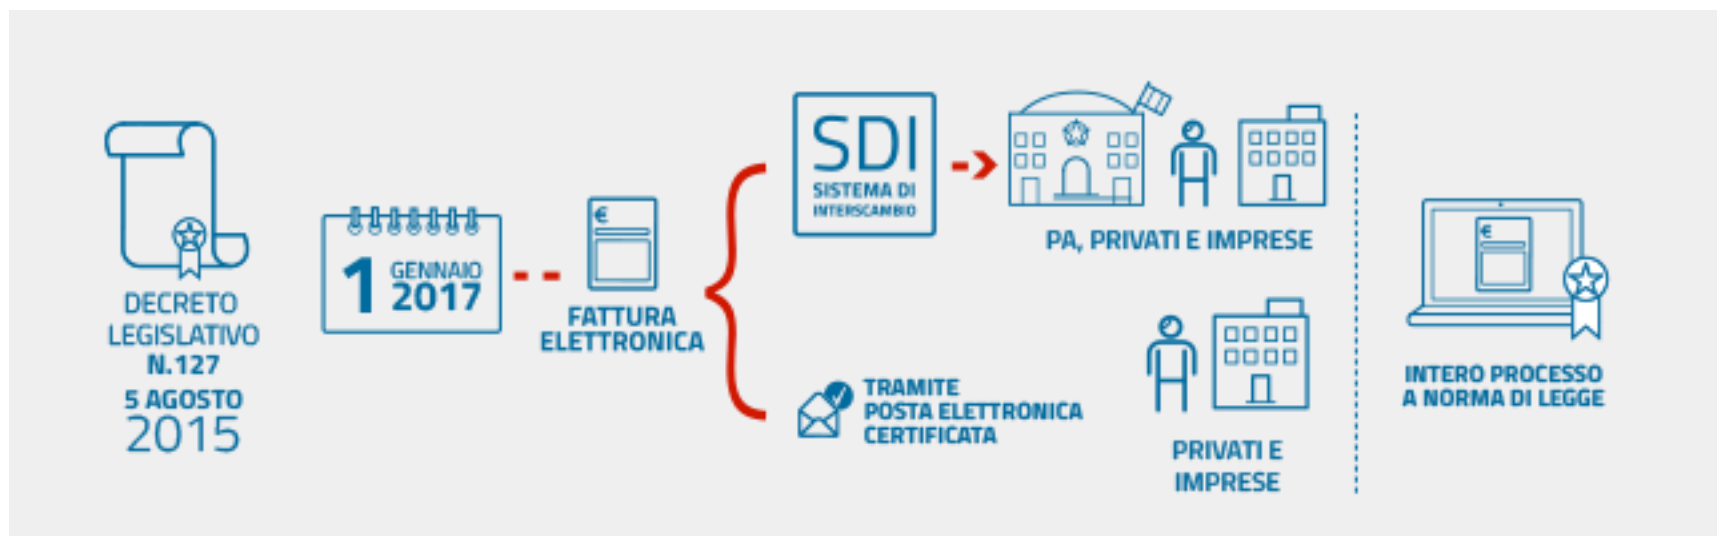 DECRETO
LEGISLATIVO
N.127
5 AGOSTO
2015
1 GENNAIO
2017
€
FATTURA
ELETTRONICA
SDI
SISTEMA DI
INTERSCAMBIO
PA, PRIVATI E IMPRESE
TRAMITE
POSTA ELETTRONICA
CERTIFICATA
PRIVATI E
IMPRESE
€
INTERO PROCESSO
A NORMA DI LEGGE